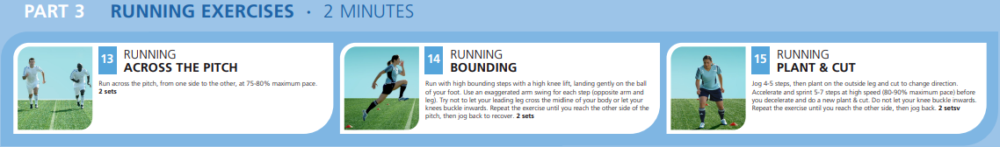 PART 3 RUNNING EXERCISES · 2 MINUTES
13 RUNNING
ACROSS THE PITCH
Run across the pitch, from one side to the other, at 75-80% maximum pace.
2 sets
14 RUNNING
BOUNDING
Run with high bounding steps with a high knee lift, landing gently on the ball
of your foot. Use an exaggerated arm swing for each step (opposite arm and
leg). Try not to let your leading leg cross the midline of your body or let your
knees buckle inwards. Repeat the exercise until you reach the other side of the
pitch, then jog back to recover. 2 sets
15 RUNNING
PLANT & CUT
Jog 4-5 steps, then plant on the outside leg and cut to change direction.
Accelerate and sprint 5-7 steps at high speed (80-90% maximum pace) before
you decelerate and do a new plant & cut. Do not let your knee buckle inwards.
Repeat the exercise until you reach the other side, then jog back. 2 setsv